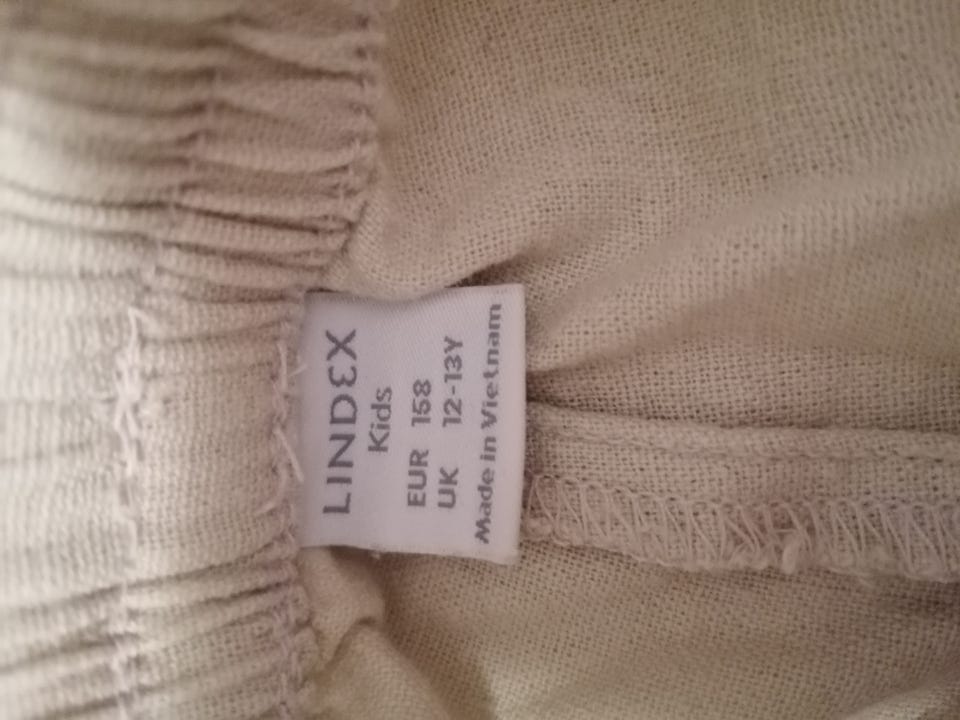 LINDEX
Kids
EUR 158
UK 12-13Y
Made in Vietnam